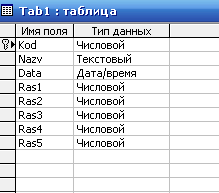 Tab1 : таблица
Имя поля Тип данных
Kod Числовой
Nazv Текстовый
Data Дата/время
Ras1 Числовой
Ras2 Числовой
Ras3 Числовой
Ras4 Числовой
Ras5 Числовой